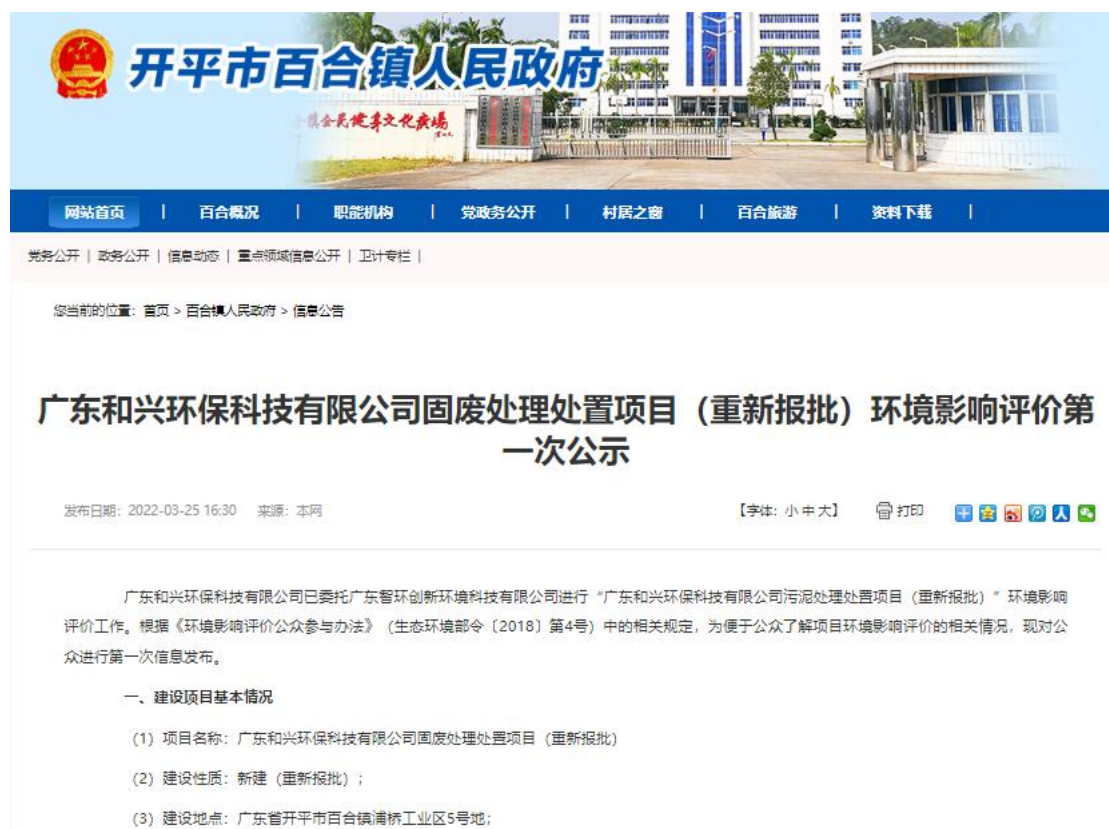 开平市百合镇人民政府
镇全民健身文化广场
网站首页 | 百合概况 | 职能机构 | 党政务公开 | 村居之窗 | 百合旅游 | 资料下载 |
党务公开 | 政务公开 | 信息动态 | 重点领域信息公开 | 卫计专栏 |
您当前的位置：首页 > 百合镇人民政府 > 信息公告
广东和兴环保科技有限公司固废处理处置项目（重新报批）环境影响评价第
一次公示
发布日期：2022-03-25 16:30 来源：本网 【字体：小 中 大】 打印
广东和兴环保科技有限公司已委托广东智环创新环境科技有限公司进行“广东和兴环保科技有限公司污泥处理处置项目（重新报批）”环境影响
评价工作。根据《环境影响评价公众参与办法》（生态环境部令〔2018〕第4号）中的相关规定，为便于公众了解项目环境影响评价的相关情况，现对公
众进行第一次信息发布。
一、建设项目基本情况
（1）项目名称：广东和兴环保科技有限公司固废处理处置项目（重新报批）
（2）建设性质：新建（重新报批）；
（3）建设地点：广东省开平市百合镇浦桥工业区5号地；